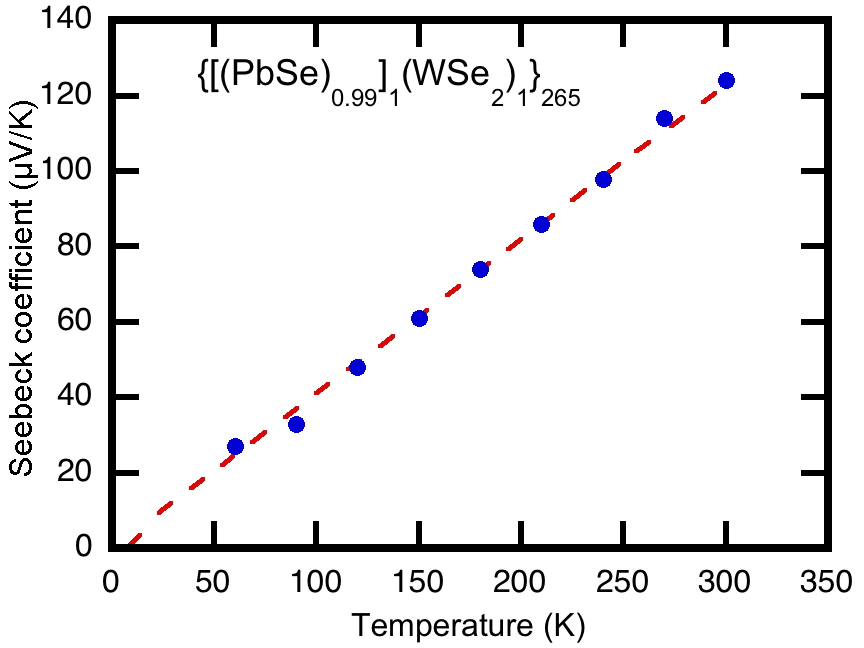 140
{[(PbSe)0.99]1(WSe2)1}265
120
100
80
60
40
20
0
Seebeck coefficient (µV/K)
0 50 100 150 200 250 300 350
Temperature (K)